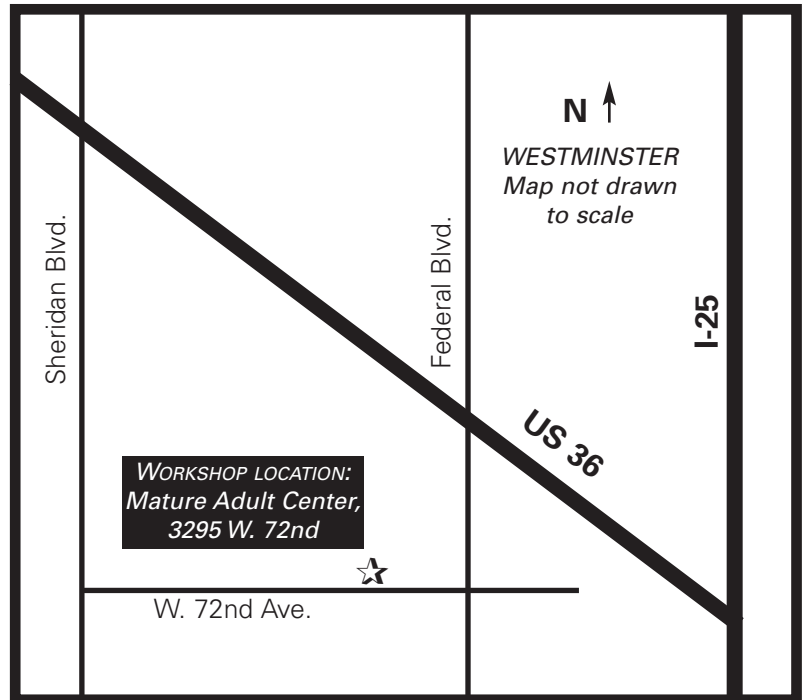 N
WESTMINSTER
Map not drawn
to scale
Sheridan Blvd.
Federal Blvd.
I-25
US 36
WORKSHOP LOCATION:
Mature Adult Center,
3295 W. 72nd
W. 72nd Ave.